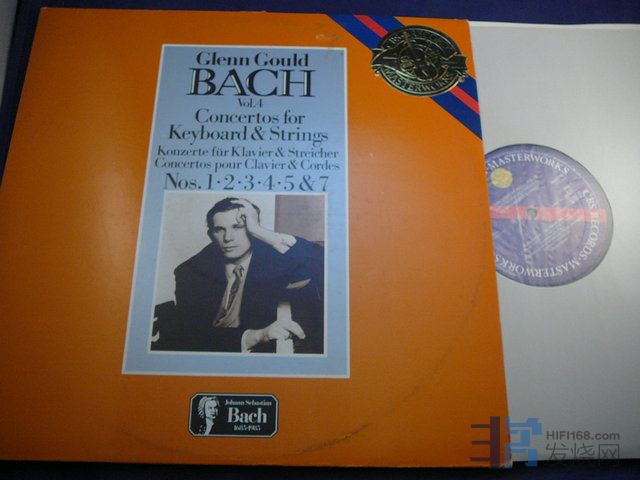 Glenn Gould
BACH
Vol.4
Concertos for
Keyboard & Strings
Konzerte für Klavier & Streicher
Concertos pour Clavier & Cordes
Nos. 1·2·3·4·5 & 7
Johann Sebastian
Bach
1685·1985
CBS MASTERWORKS
MASTERWORKS
CBS RECORDS MASTERWORKS
HIFI168.com
发烧网